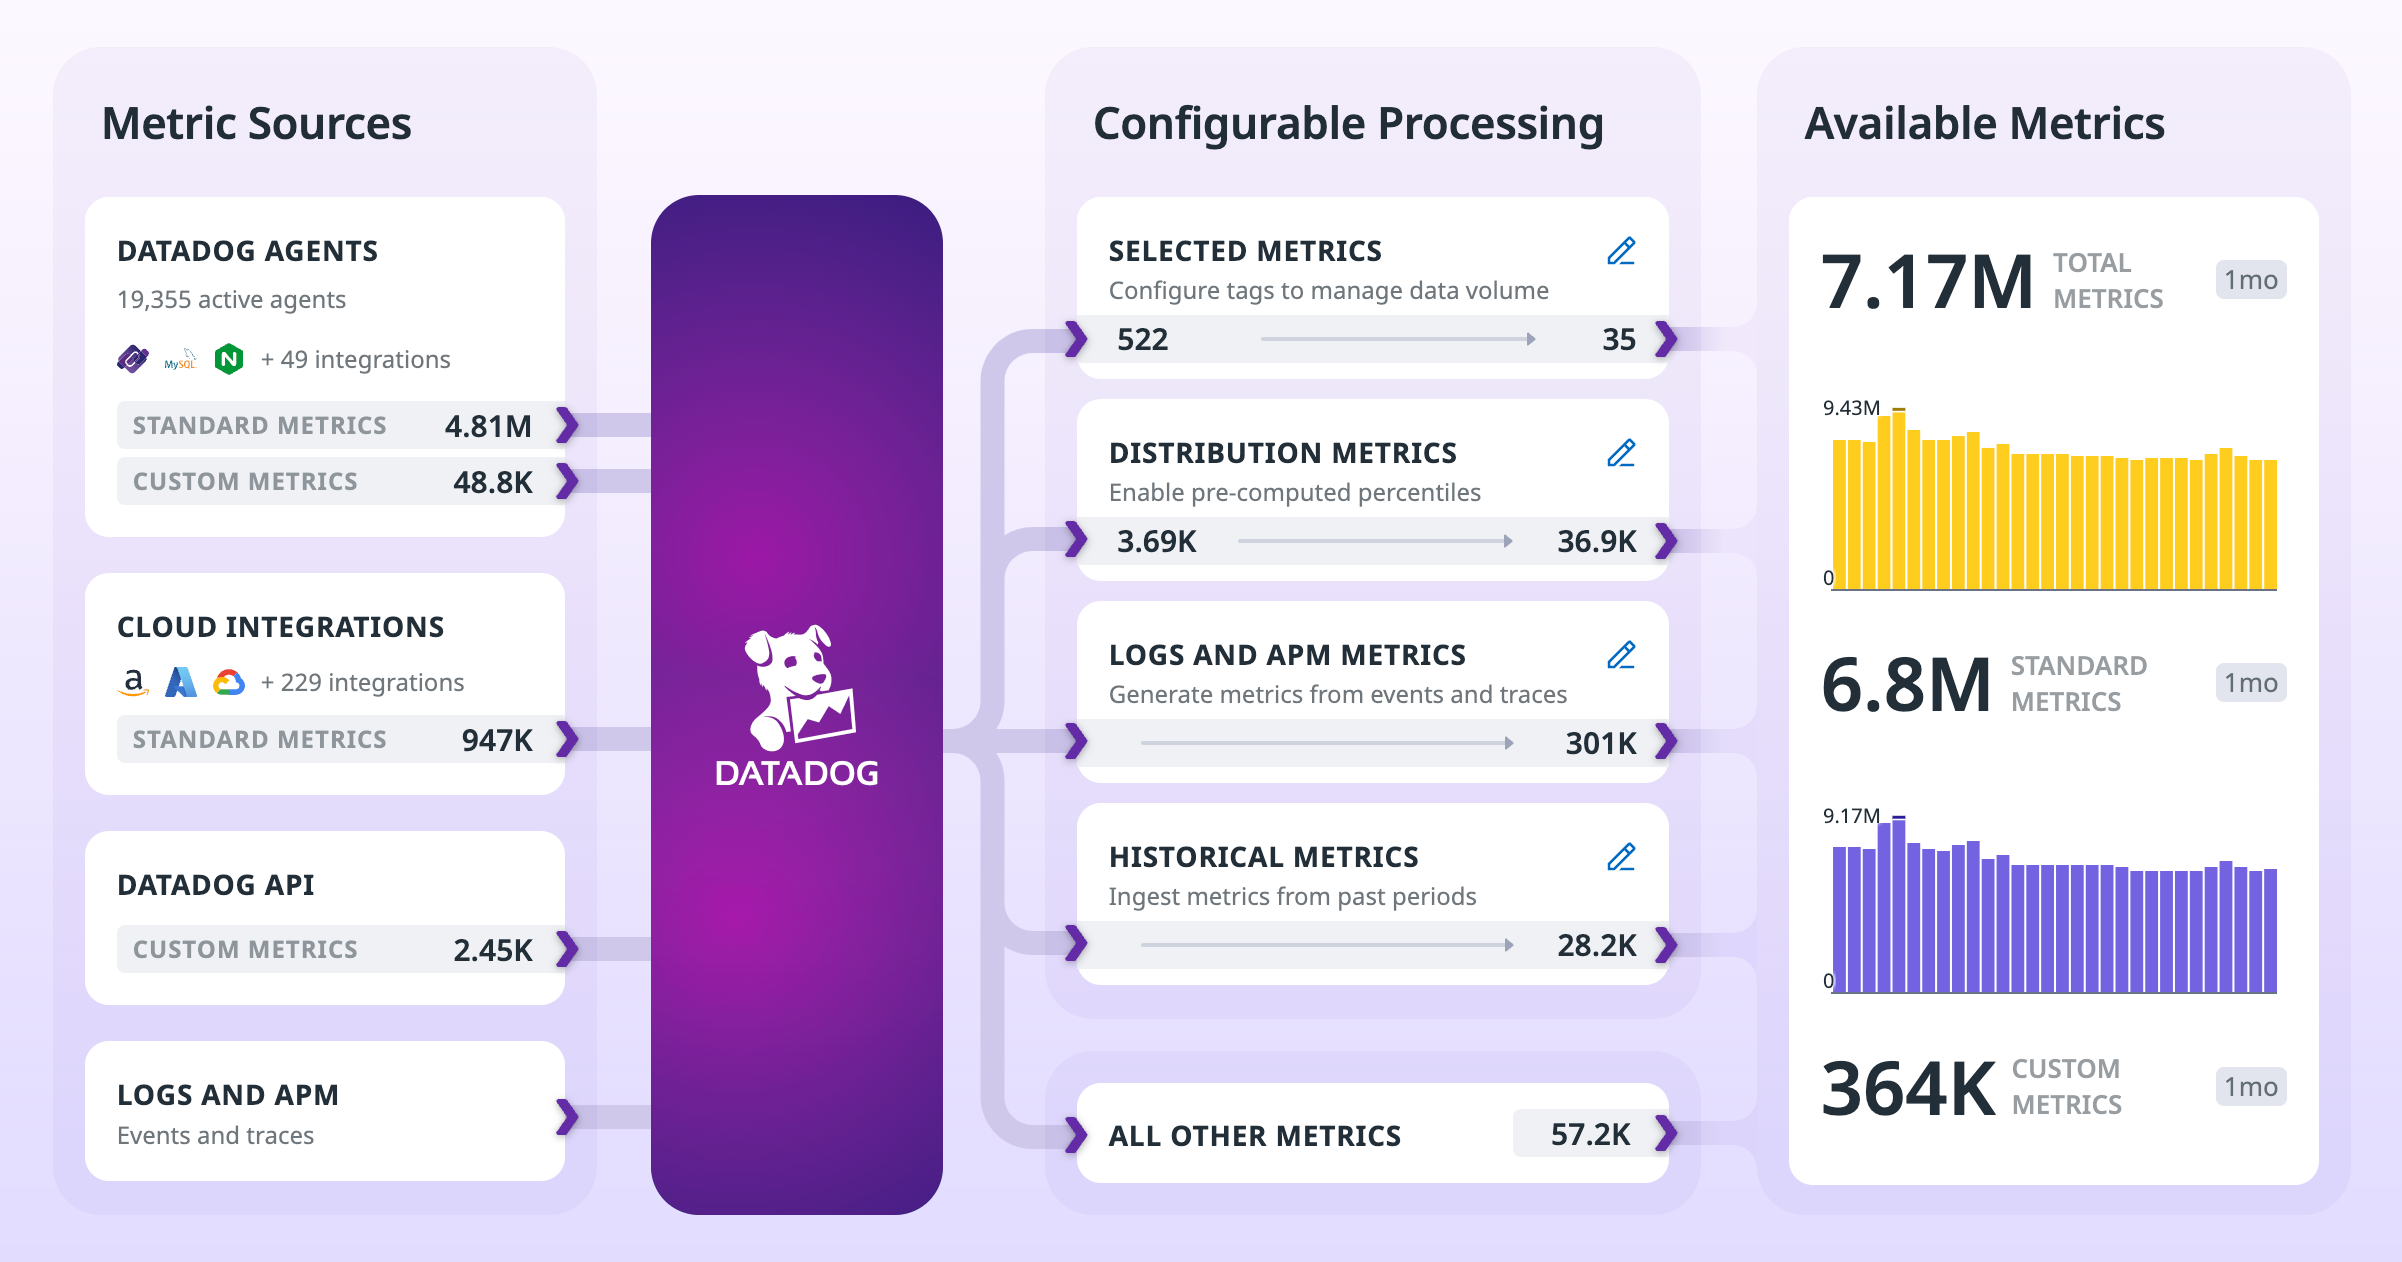 Metric Sources
DATADOG AGENTS
19,355 active agents
MySQL
+ 49 integrations
STANDARD METRICS 4.81M
CUSTOM METRICS 48.8K
CLOUD INTEGRATIONS
+ 229 integrations
STANDARD METRICS 947K
DATADOG API
CUSTOM METRICS 2.45K
LOGS AND APM
Events and traces
DATADOG
Configurable Processing
SELECTED METRICS
Configure tags to manage data volume
522 35
DISTRIBUTION METRICS
Enable pre-computed percentiles
3.69K 36.9K
LOGS AND APM METRICS
Generate metrics from events and traces
301K
HISTORICAL METRICS
Ingest metrics from past periods
28.2K
ALL OTHER METRICS 57.2K
Available Metrics
7.17M TOTAL METRICS 1mo
9.43M
0
6.8M STANDARD METRICS 1mo
9.17M
0
364K CUSTOM METRICS 1mo